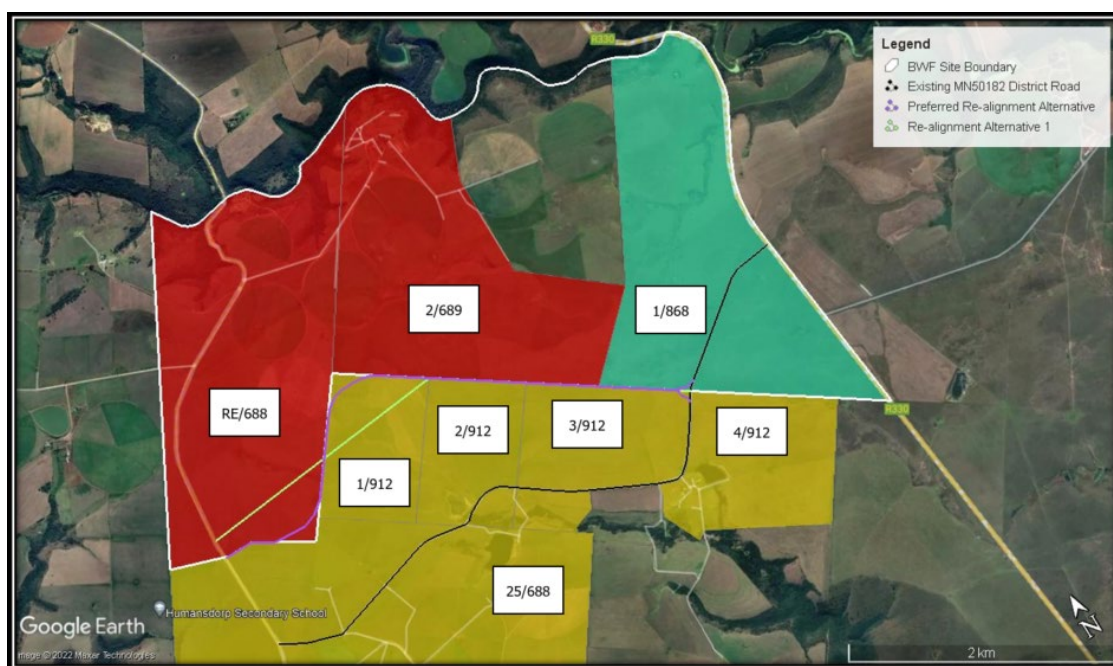 R330
Legend
BWF Site Boundary
Existing MN50182 District Road
Preferred Re-alignment Alternative
Re-alignment Alternative 1
2/689
1/868
RE/688
2/912
3/912
4/912
R330
1/912
25/688
Humansdorp Secondary School
Google Earth
Image © 2022 Maxar Technologies
N
2 km